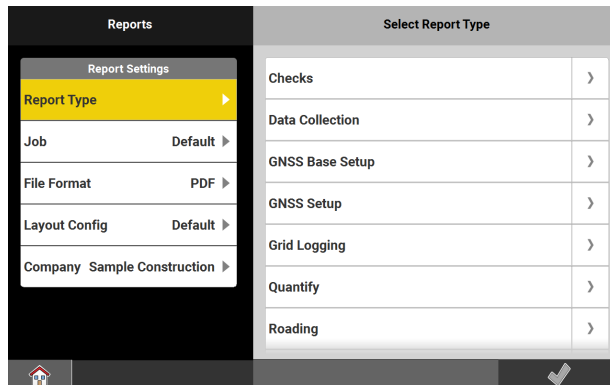 Reports
Select Report Type
Report Settings
Report Type
Job Default
File Format PDF
Layout Config Default
Company Sample Construction
Checks
Data Collection
GNSS Base Setup
GNSS Setup
Grid Logging
Quantify
Roading